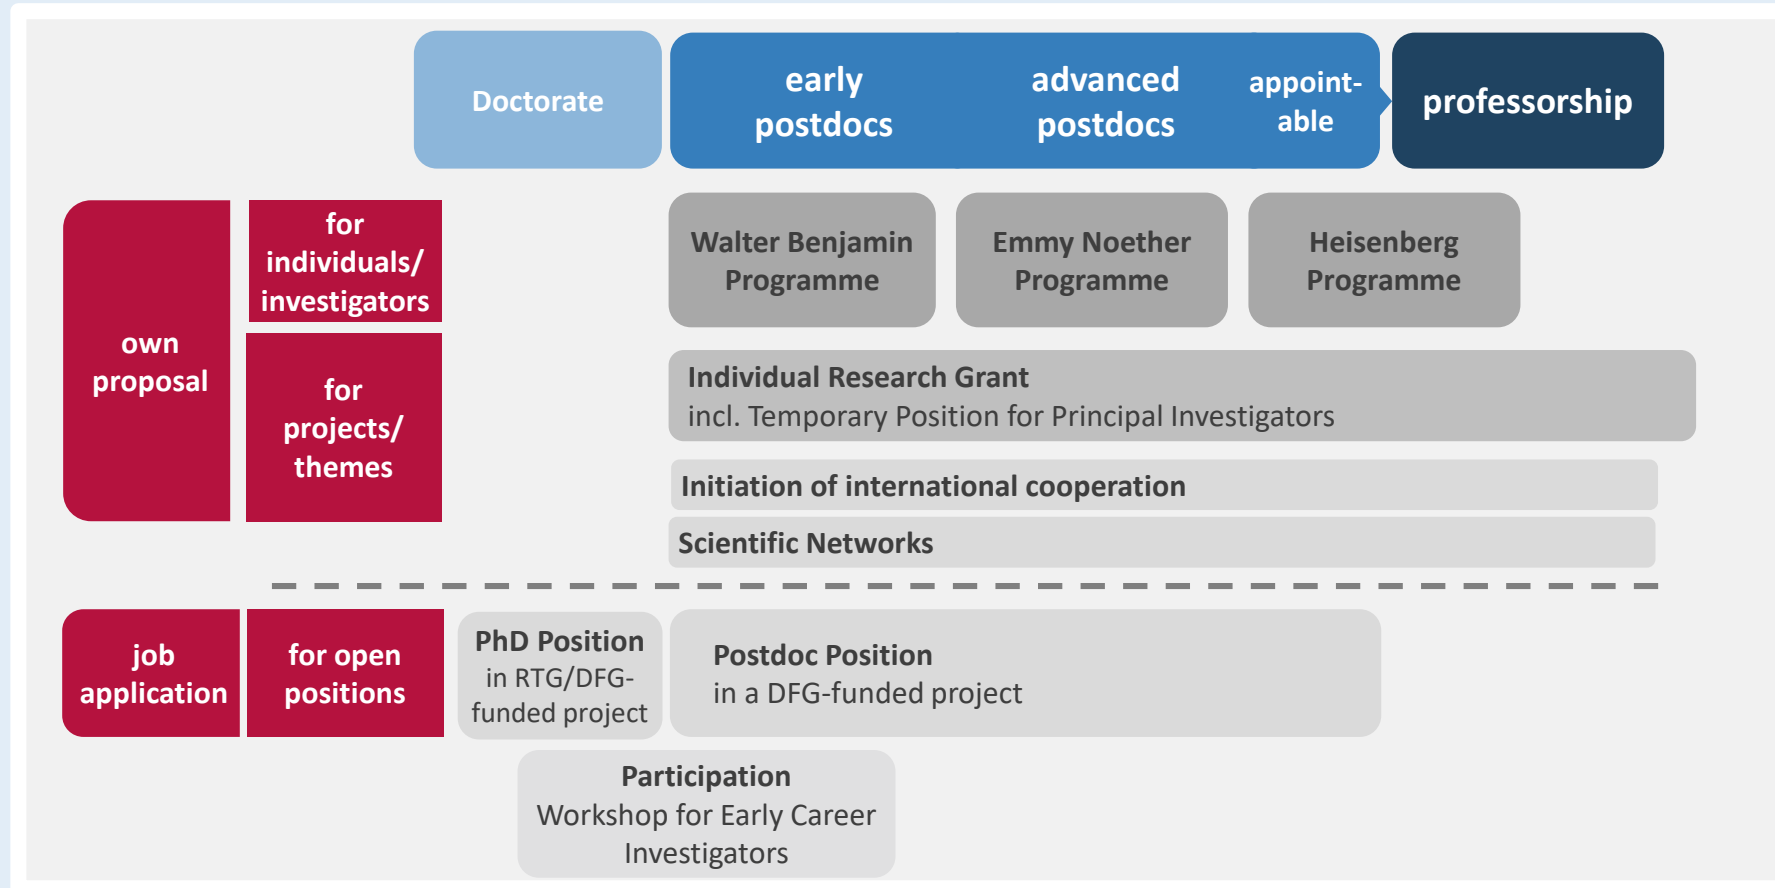 Doctorate
early
postdocs
advanced
postdocs
appoint-
able
professorship
own
proposal
for
individuals/
investigators
Walter Benjamin
Programme
Emmy Noether
Programme
Heisenberg
Programme
for
projects/
themes
Individual Research Grant
incl. Temporary Position for Principal Investigators
Initiation of international cooperation
Scientific Networks
job
application
for open
positions
PhD Position
in RTG/DFG-
funded project
Postdoc Position
in a DFG-funded project
Participation
Workshop for Early Career
Investigators